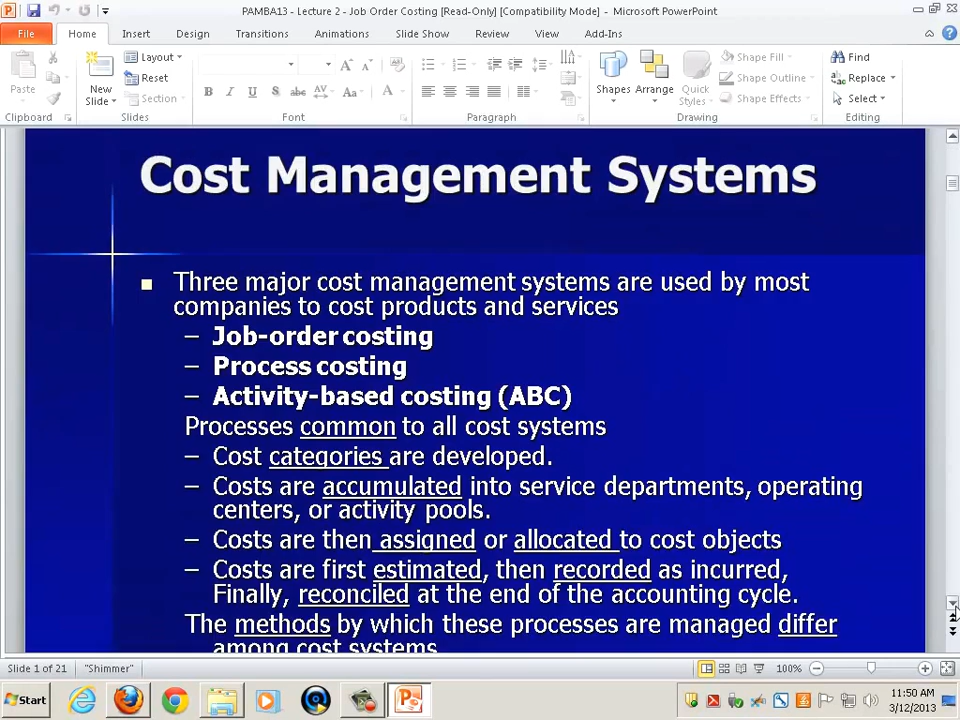 PAMBA13 - Lecture 2 - Job Order Costing [Read-Only] [Compatibility Mode] - Microsoft PowerPoint
File Home Insert Design Transitions Animations Slide Show Review View Add-Ins
Paste
Clipboard
New Slide
Layout
Reset
Section
Slides
B I U S abc AV Aa A
Font
Paragraph
Shapes
Arrange
Quick Styles
Shape Fill
Shape Outline
Shape Effects
Drawing
Find
Replace
Select
Editing
Cost Management Systems
Three major cost management systems are used by most
companies to cost products and services
– Job-order costing
– Process costing
– Activity-based costing (ABC)
Processes common to all cost systems
– Cost categories are developed.
– Costs are accumulated into service departments, operating
centers, or activity pools.
– Costs are then assigned or allocated to cost objects
– Costs are first estimated, then recorded as incurred,
Finally, reconciled at the end of the accounting cycle.
The methods by which these processes are managed differ
among cost systems
Slide 1 of 21 "Shimmer" 100%
Start 11:50 AM
3/12/2013